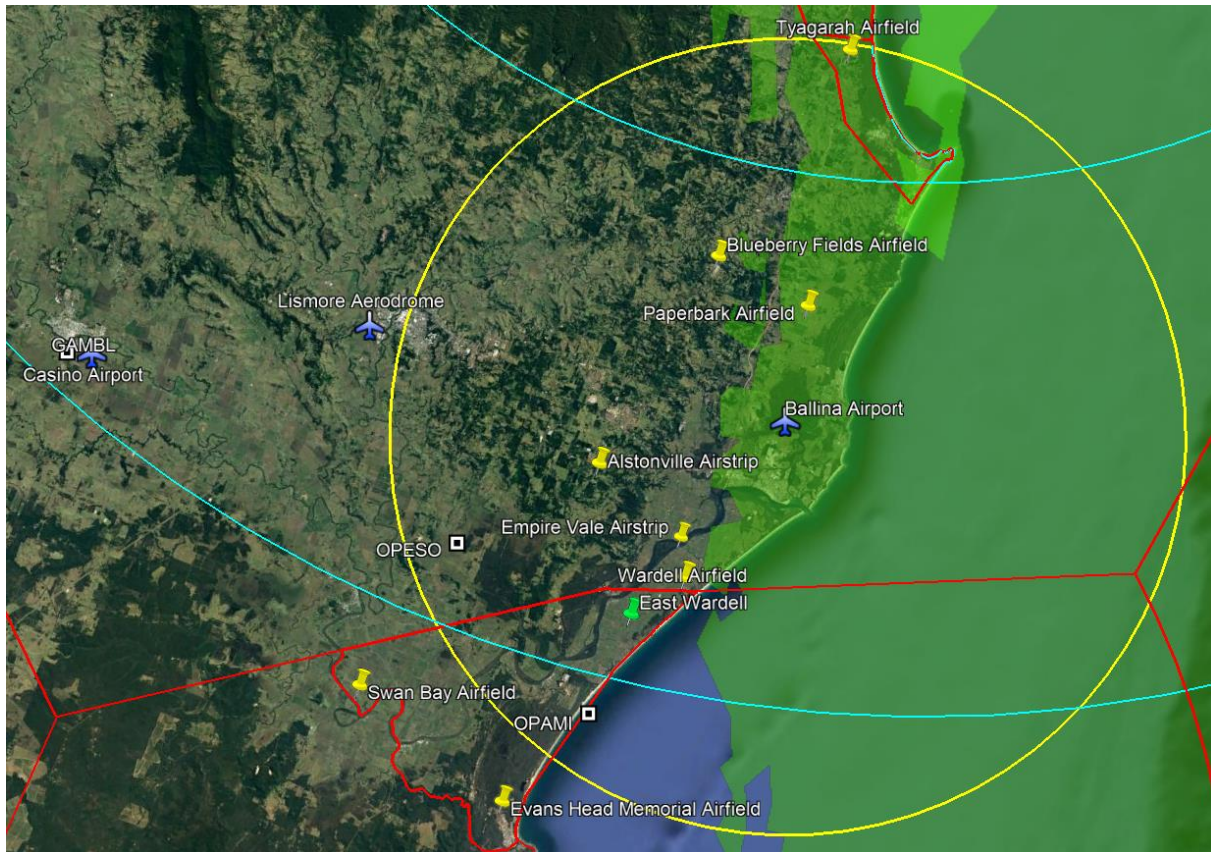 Tyagarah Airfield
Blueberry Fields Airfield
Lismore Aerodrome
Paperbark Airfield
GAMBL
Casino Airport
Ballina Airport
Alstonville Airstrip
Empire Vale Airstrip
OPESO
Wardell Airfield
East Wardell
Swan Bay Airfield
OPAMI
Evans Head Memorial Airfield